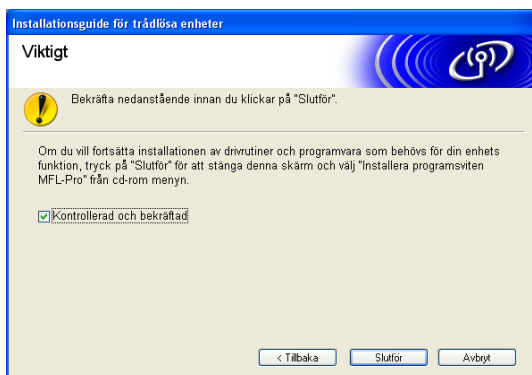 Installationsguide för trådlösa enheter
Viktigt
Bekräfta nedanstående innan du klickar på "Slutför".
Om du vill fortsätta installationen av drivrutiner och programvara som behövs för din enhets
funktion, tryck på "Slutför" för att stänga denna skärm och välj "Installera programsviten
MFL-Pro" från cd-rom menyn.
Kontrollerad och bekräftad
< Tillbaka
Slutför
Avbryt